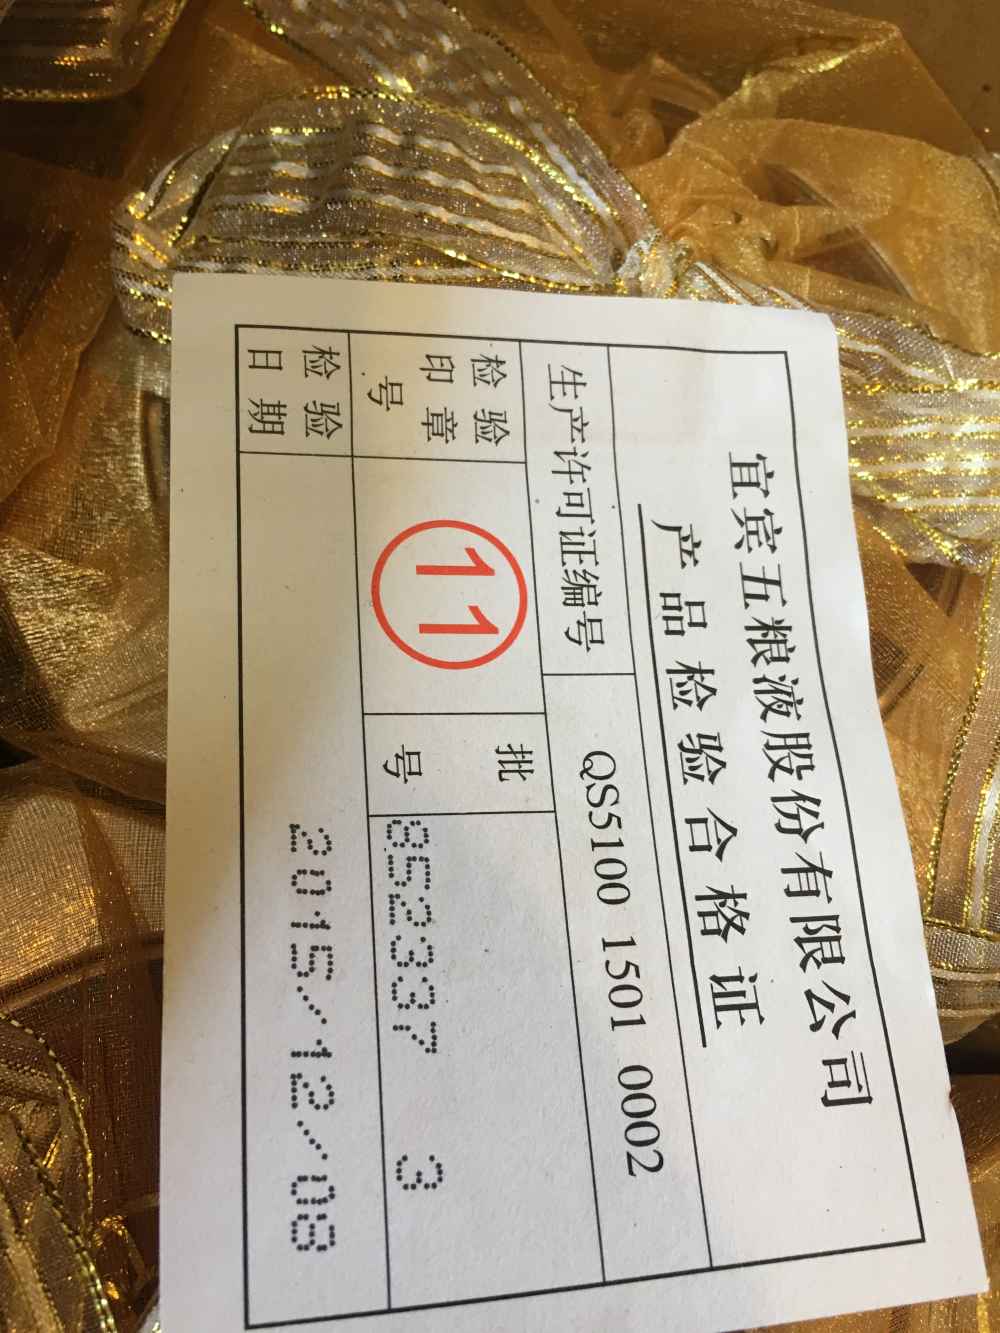 宜宾五粮液股份有限公司
产品检验合格证
生产许可证编号 QS5100 1501 0002
检验
印章
号
11
批
号
852337 3
检验
日期
2015/12/08